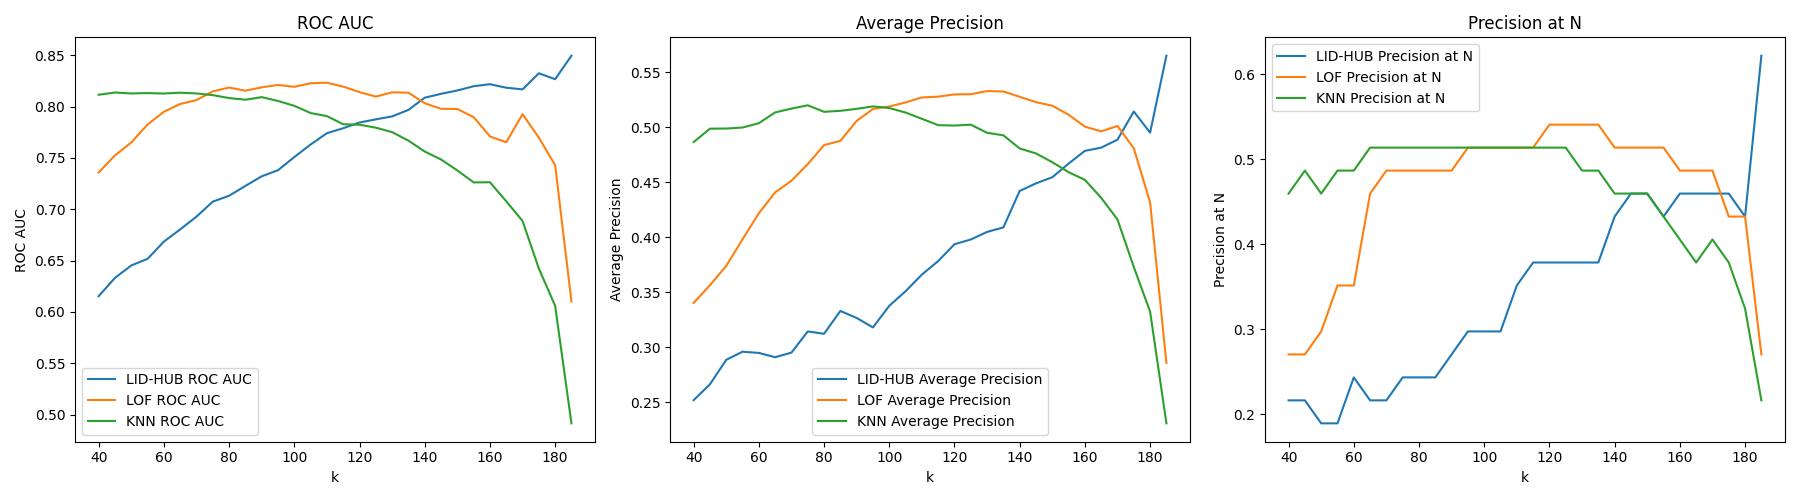 ROC AUC
ROC AUC
0.85
0.80
0.75
0.70
0.65
0.60
0.55
0.50
LID-HUB ROC AUC
LOF ROC AUC
KNN ROC AUC
40 60 80 100 120 140 160 180
k
Average Precision
Average Precision
0.55
0.50
0.45
0.40
0.35
0.30
0.25
LID-HUB Average Precision
LOF Average Precision
KNN Average Precision
40 60 80 100 120 140 160 180
k
Precision at N
Precision at N
LID-HUB Precision at N
LOF Precision at N
KNN Precision at N
0.6
0.5
0.4
0.3
0.2
40 60 80 100 120 140 160 180
k